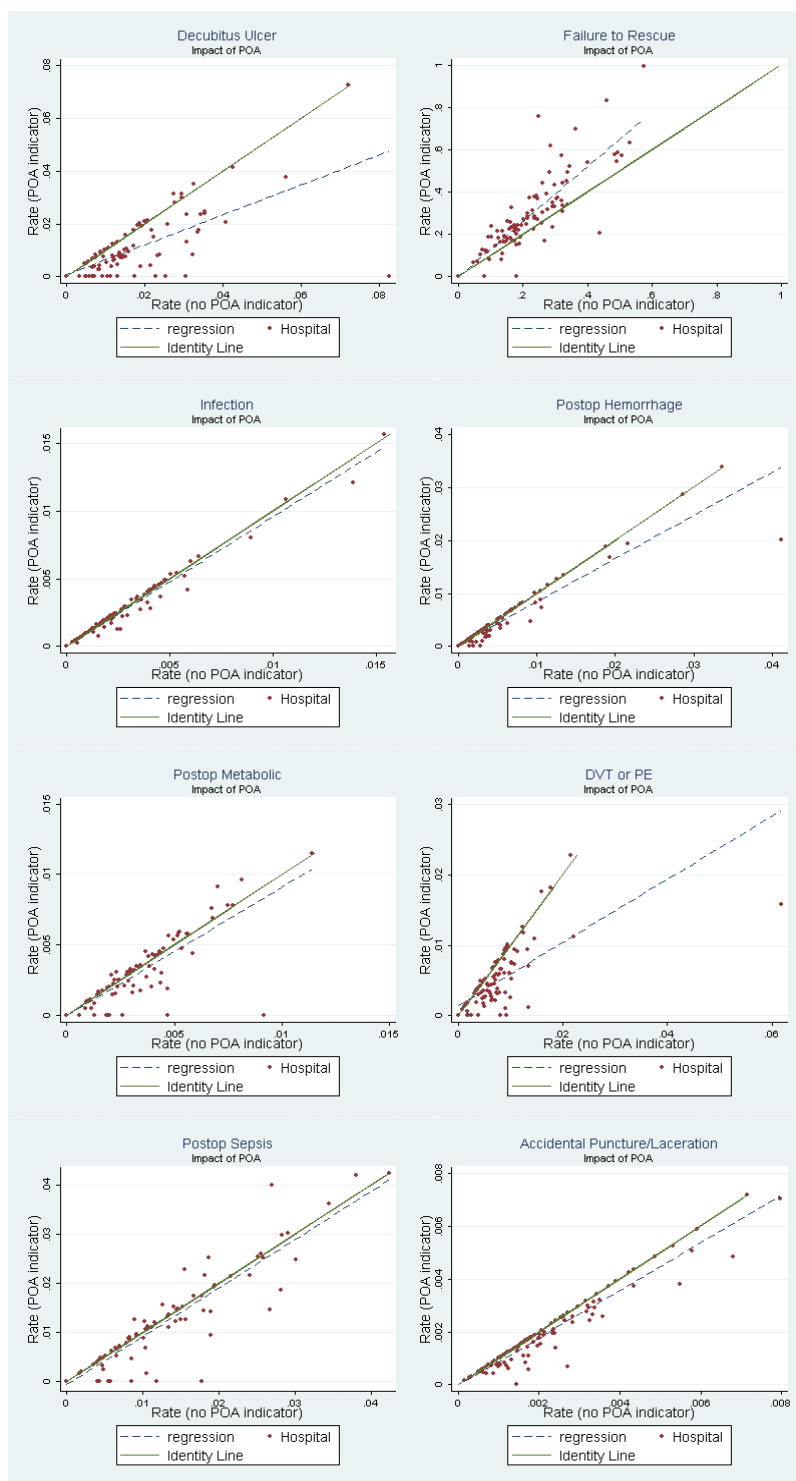 Decubitus Ulcer
Impact of POA
Rate (POA indicator)
.08
.06
.04
.02
0
0 .02 .04 .06 .08
Rate (no POA indicator)
regression Hospital
Identity Line
Failure to Rescue
Impact of POA
Rate (POA indicator)
1
.8
.6
.4
.2
0
0 .2 .4 .6 .8 1
Rate (no POA indicator)
regression Hospital
Identity Line
Infection
Impact of POA
Rate (POA indicator)
.015
.01
.005
0
0 .005 .01 .015
Rate (no POA indicator)
regression Hospital
Identity Line
Postop Hemorrhage
Impact of POA
Rate (POA indicator)
.04
.03
.02
.01
0
0 .01 .02 .03 .04
Rate (no POA indicator)
regression Hospital
Identity Line
Postop Metabolic
Impact of POA
Rate (POA indicator)
.015
.01
.005
0
0 .005 .01 .015
Rate (no POA indicator)
regression Hospital
Identity Line
DVT or PE
Impact of POA
Rate (POA indicator)
.03
.02
.01
0
0 .02 .04 .06
Rate (no POA indicator)
regression Hospital
Identity Line
Postop Sepsis
Impact of POA
Rate (POA indicator)
.04
.03
.02
.01
0
0 .01 .02 .03 .04
Rate (no POA indicator)
regression Hospital
Identity Line
Accidental Puncture/Laceration
Impact of POA
Rate (POA indicator)
.008
.006
.004
.002
0
0 .002 .004 .006 .008
Rate (no POA indicator)
regression Hospital
Identity Line